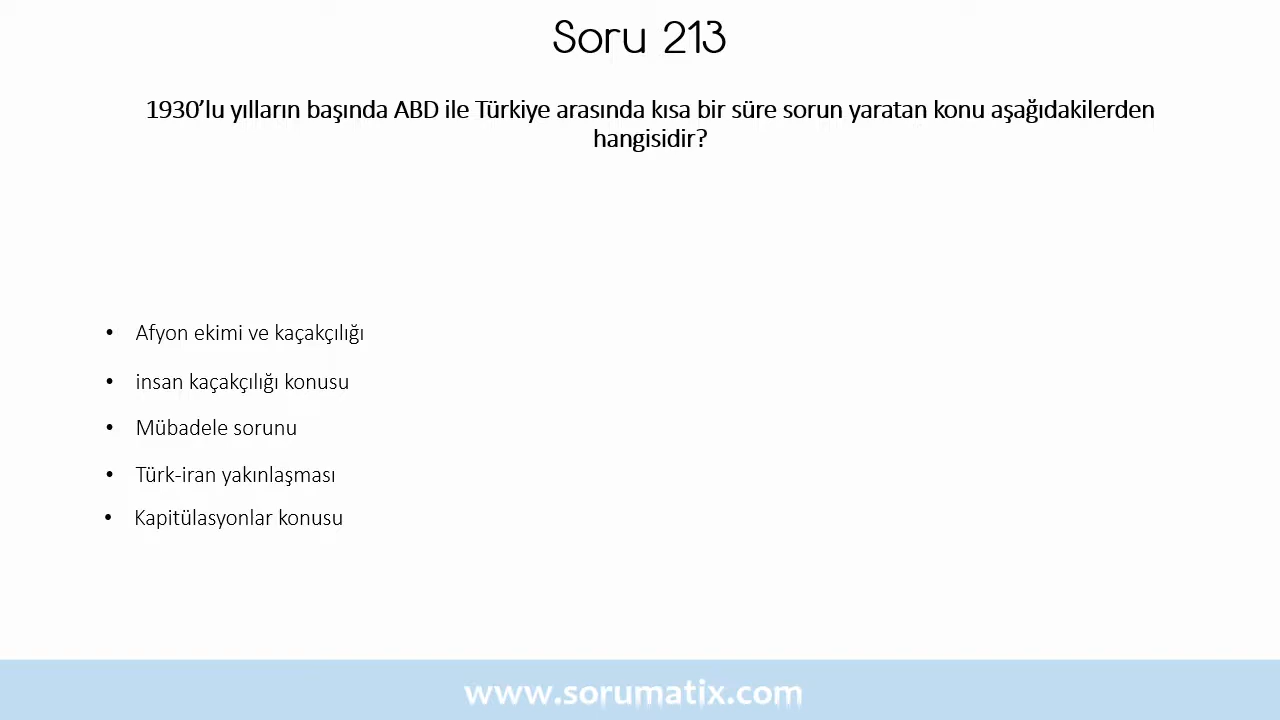 Soru 213
1930’lu yılların başında ABD ile Türkiye arasında kısa bir süre sorun yaratan konu aşağıdakilerden
hangisidir?
• Afyon ekimi ve kaçakçılığı
• insan kaçakçılığı konusu
• Mübadele sorunu
• Türk-iran yakınlaşması
• Kapitülasyonlar konusu
www.sorumatix.com